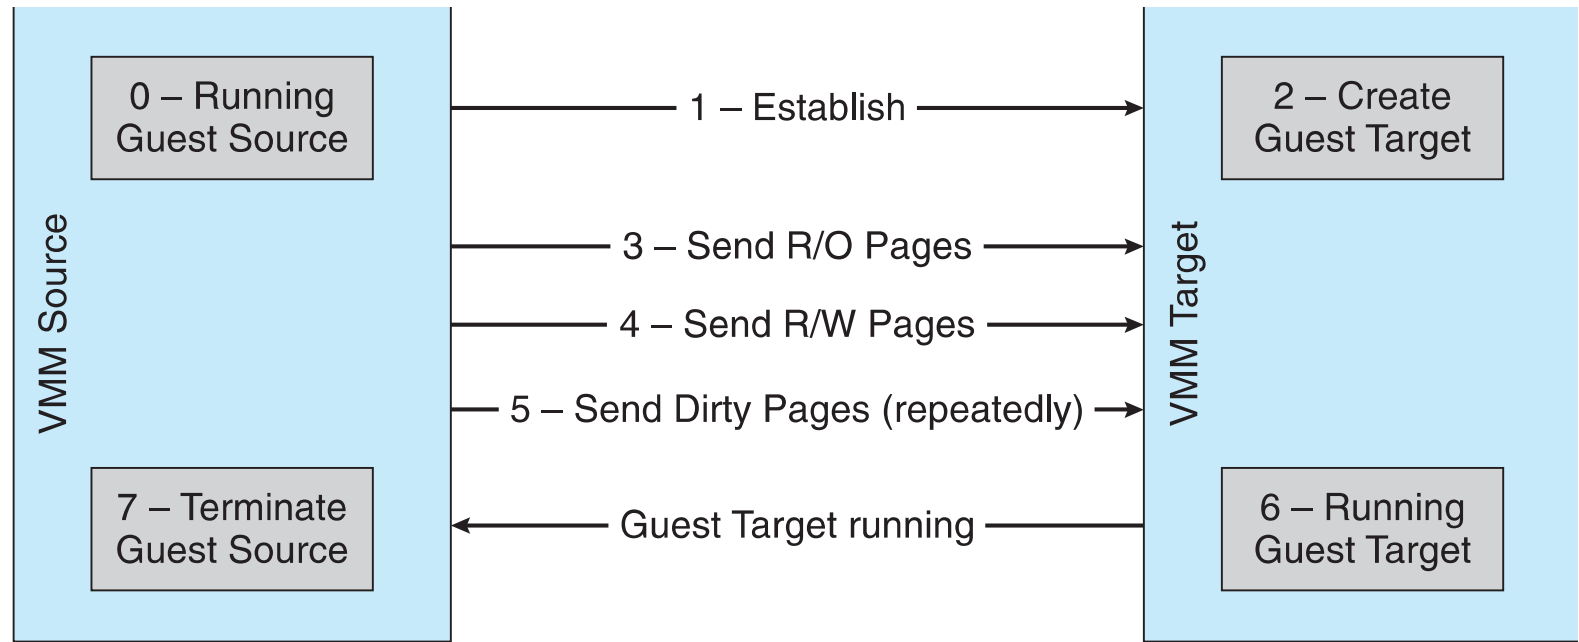 0 – Running
Guest Source
1 – Establish
2 – Create
Guest Target
VMM Source
3 – Send R/O Pages
4 – Send R/W Pages
5 – Send Dirty Pages (repeatedly)
VMM Target
7 – Terminate
Guest Source
Guest Target running
6 – Running
Guest Target